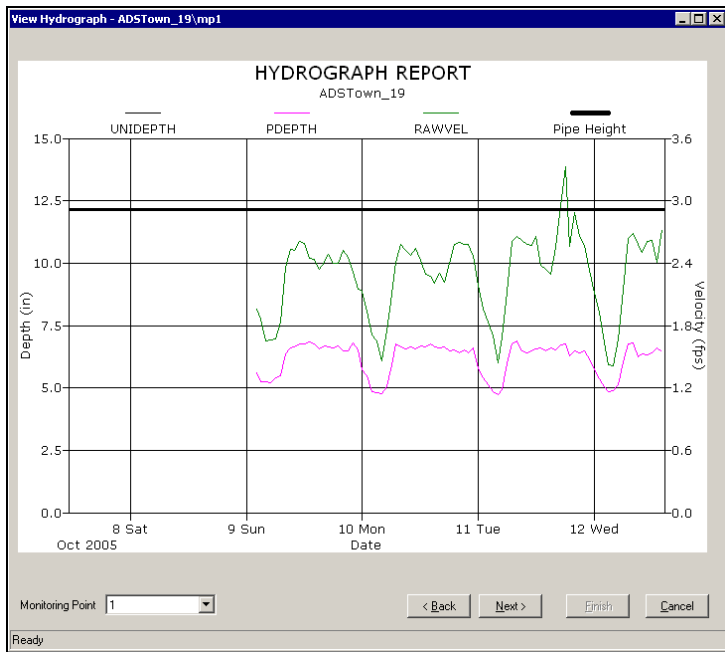 View Hydrograph - ADSTown_19\mp1
HYDROGRAPH REPORT
ADSTown_19
UNIDEPTH PDEPTH RAWVEL Pipe Height
15.0 3.6
12.5 3.0
10.0 2.4
7.5 1.8
5.0 1.2
2.5 0.6
0.0 0.0
Depth (in)
Velocity (fps)
8 Sat 9 Sun 10 Mon 11 Tue 12 Wed
Oct 2005 Date
Monitoring Point 1 < Back Next > Finish Cancel
Ready